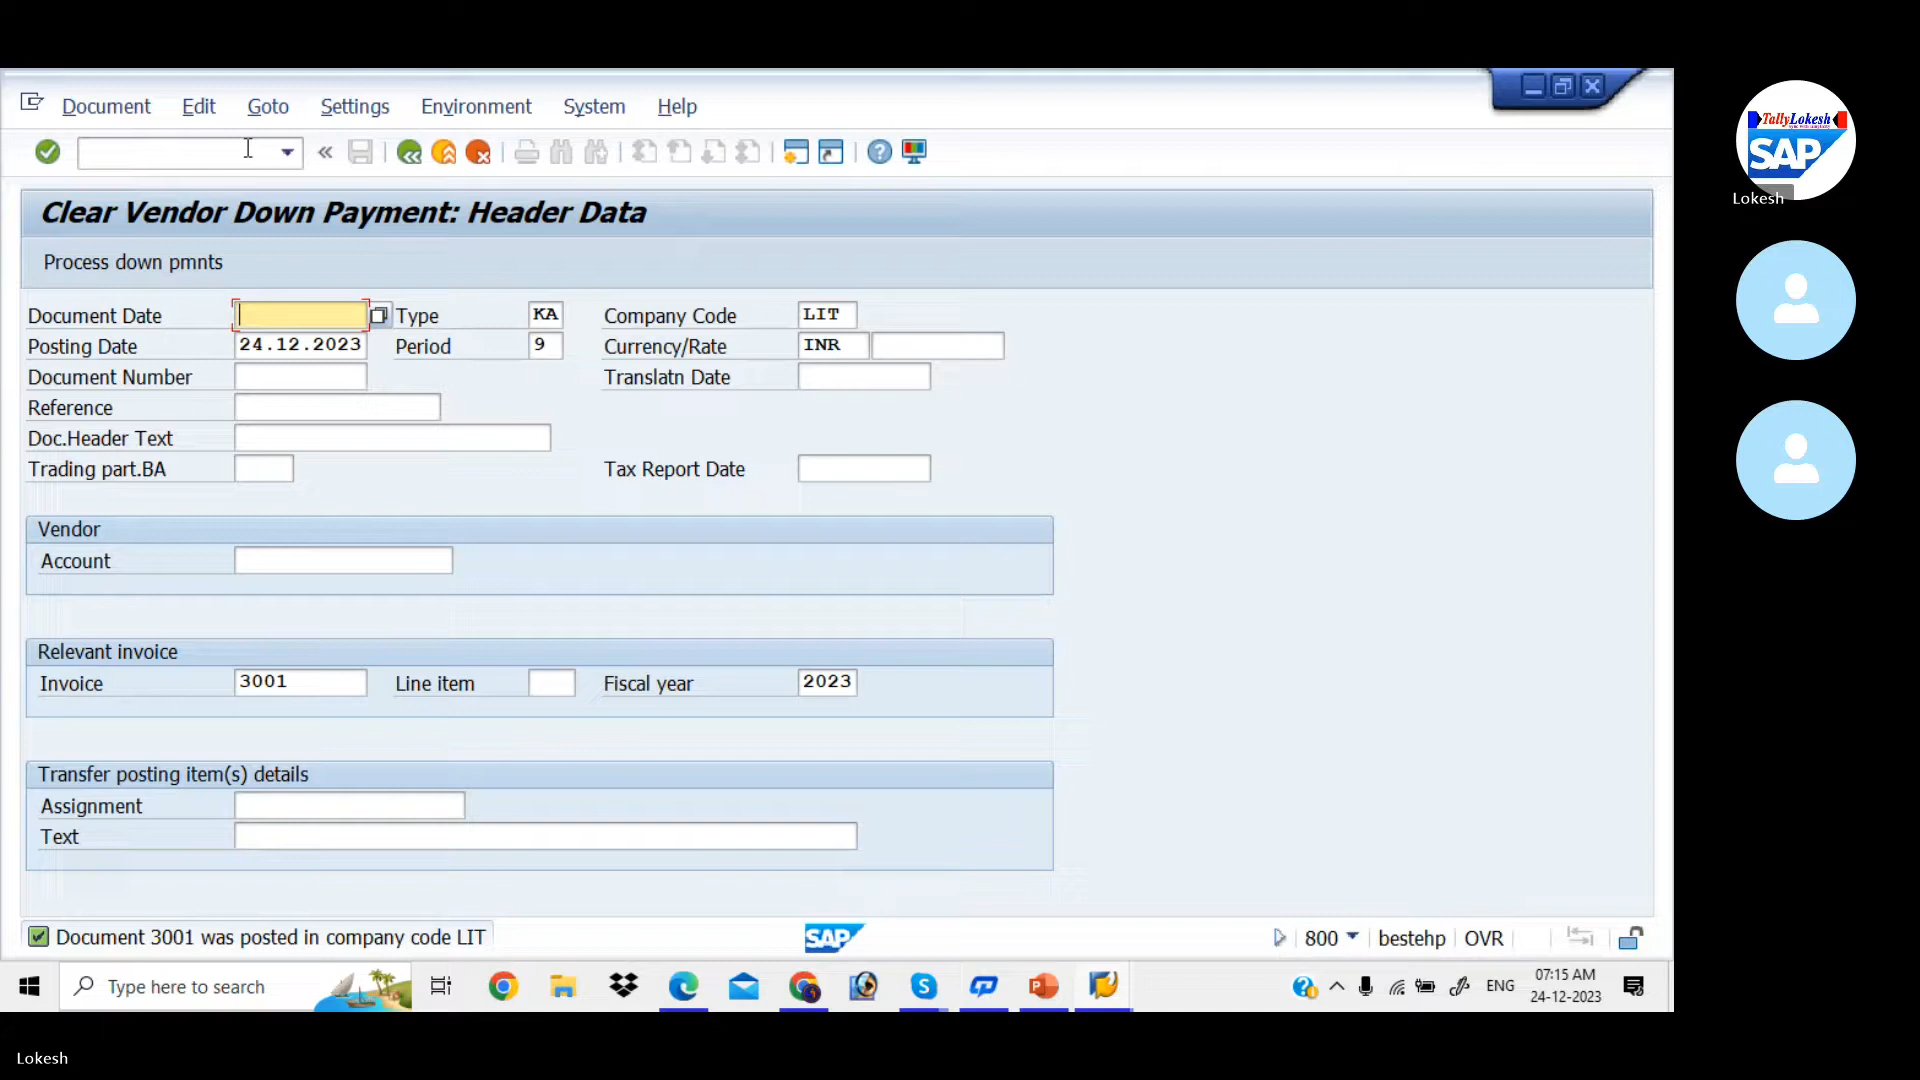 Document Edit Goto Settings Environment System Help
Clear Vendor Down Payment: Header Data
Process down pmnts
Document Date Type KA Company Code LIT
Posting Date 24.12.2023 Period 9 Currency/Rate INR
Document Number Translatn Date
Reference
Doc.Header Text
Trading part.BA Tax Report Date
Vendor
Account
Relevant invoice
Invoice 3001 Line item Fiscal year 2023
Transfer posting item(s) details
Assignment
Text
Document 3001 was posted in company code LIT SAP 800 bestehp OVR
Type here to search ENG 07:15 AM
24-12-2023
TallyLokesh
SAP
Lokesh
Lokesh